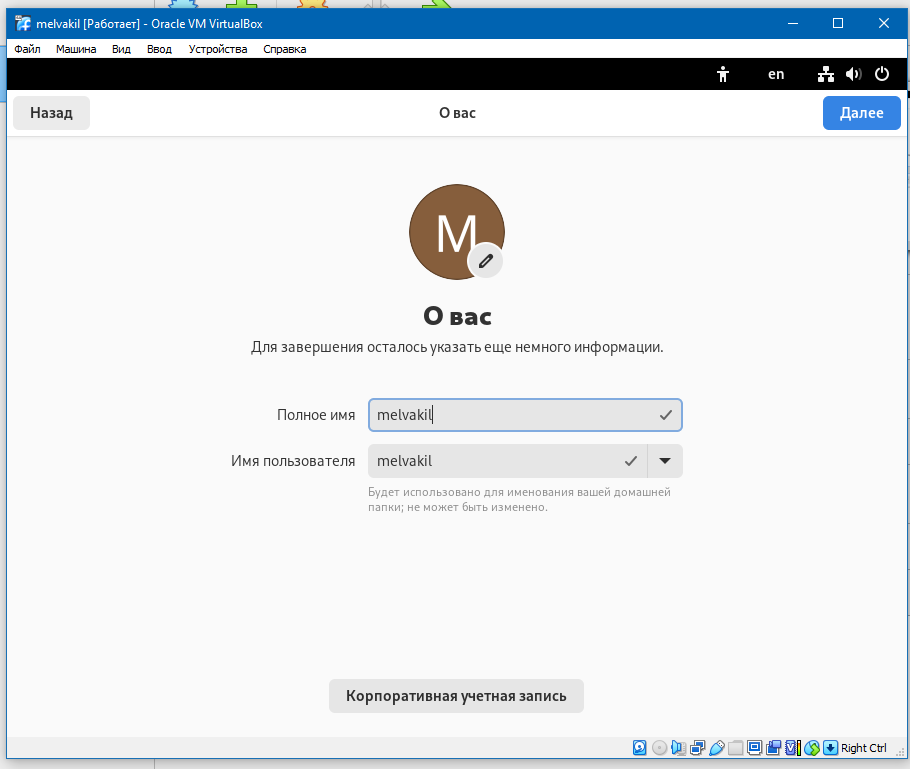 melvakil [Работает] - Oracle VM VirtualBox
Файл Машина Вид Ввод Устройства Справка
en
Назад О вас Далее
M
О вас
Для завершения осталось указать еще немного информации.
Полное имя melvakil
Имя пользователя melvakil
Будет использовано для именования вашей домашней
папки; не может быть изменено.
Корпоративная учетная запись
Right Ctrl